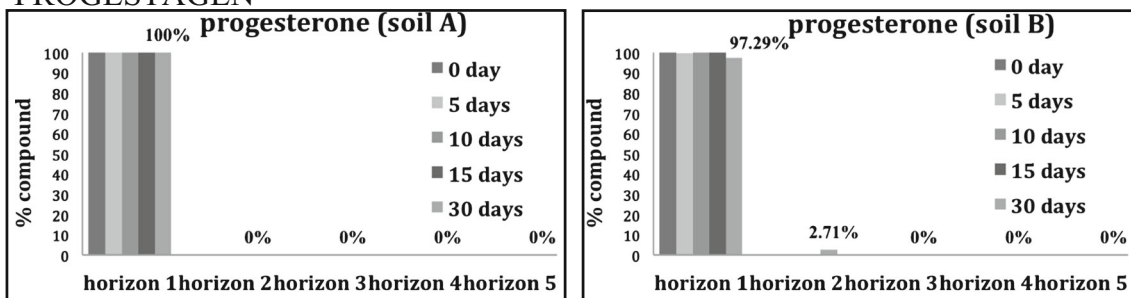 PROGESTAGEN
progesterone (soil A)
100%
% compound
100
90
80
70
60
50
40
30
20
10
0
0 day
5 days
10 days
15 days
30 days
0%
0%
0%
0%
horizon 1 horizon 2 horizon 3 horizon 4 horizon 5
progesterone (soil B)
97.29%
% compound
100
90
80
70
60
50
40
30
20
10
0
0 day
5 days
10 days
15 days
30 days
2.71%
0%
0%
0%
horizon 1 horizon 2 horizon 3 horizon 4 horizon 5